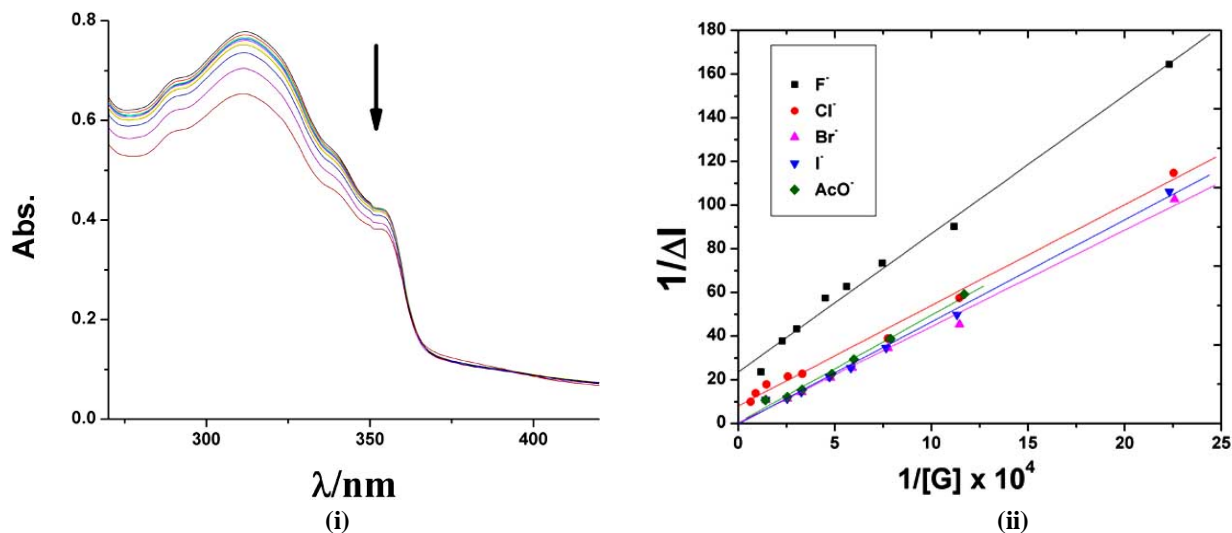 0.8
0.6
0.4
0.2
0.0
Abs.
300
350
400
λ/nm
(i)
180
160
140
120
100
80
60
40
20
0
1/ΔI
F⁻
Cl⁻
Br⁻
I⁻
AcO⁻
0
5
10
15
20
25
1/[G] x 10⁴
(ii)